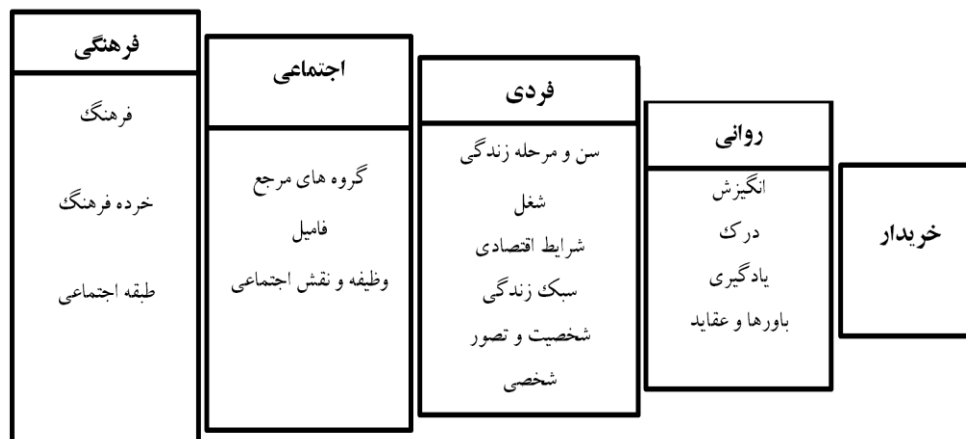 فرهنگی
فرهنگ
خرده فرهنگ
طبقه اجتماعی
اجتماعی
گروه های مرجع
فامیل
وظیفه و نقش اجتماعی
فردی
سن و مرحله زندگی
شغل
شرایط اقتصادی
سبک زندگی
شخصیت و تصور
شخصی
روانی
انگیزش
درک
یادگیری
باورها و عقاید
خریدار